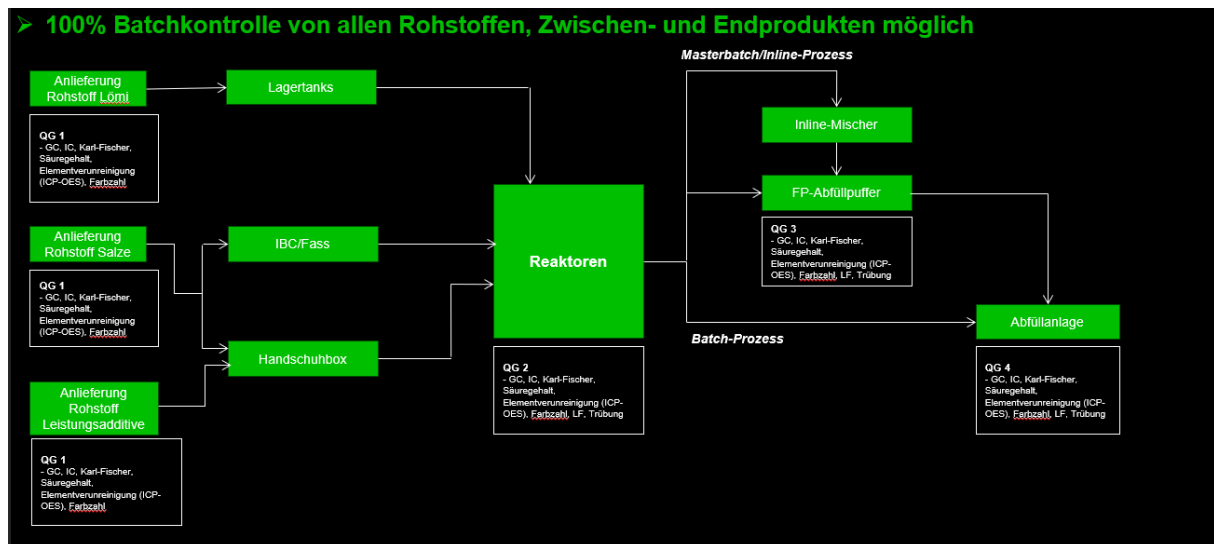 ➢ 100% Batchkontrolle von allen Rohstoffen, Zwischen- und Endprodukten möglich
Masterbatch/Inline-Prozess
Anlieferung
Rohstoff Lömi
Lagertanks
QG 1
- GC, IC, Karl-Fischer,
Säuregehalt,
Elementverunreinigung
(ICP-OES), Farbzahl
Inline-Mischer
FP-Abfüllpuffer
QG 3
- GC, IC, Karl-Fischer,
Säuregehalt,
Elementverunreinigung (ICP-
OES), Farbzahl, LF, Trübung
Anlieferung
Rohstoff Salze
IBC/Fass
Reaktoren
QG 1
- GC, IC, Karl-Fischer,
Säuregehalt,
Elementverunreinigung
(ICP-OES), Farbzahl
Handschuhbox
Batch-Prozess
Abfüllanlage
QG 2
- GC, IC, Karl-Fischer,
Säuregehalt,
Elementverunreinigung (ICP-
OES), Farbzahl, LF, Trübung
QG 4
- GC, IC, Karl-Fischer,
Säuregehalt,
Elementverunreinigung (ICP-
OES), Farbzahl, LF, Trübung
Anlieferung
Rohstoff
Leistungsadditive
QG 1
- GC, IC, Karl-Fischer,
Säuregehalt,
Elementverunreinigung (ICP-
OES), Farbzahl